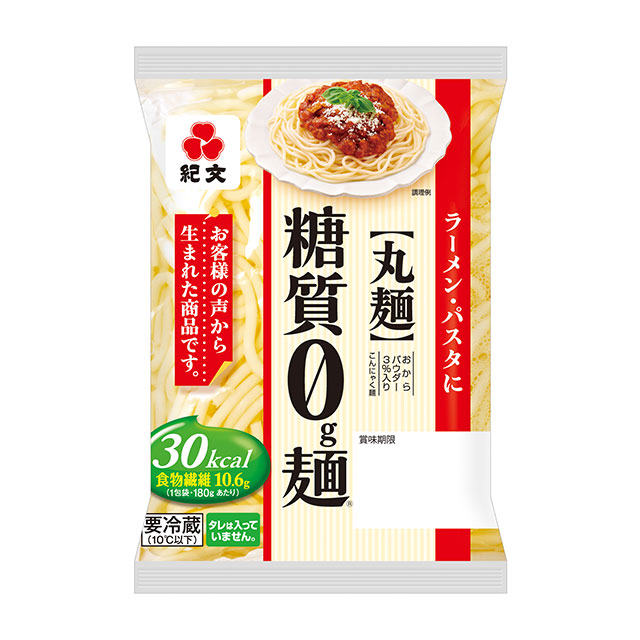 紀文
調理例
ラーメン・パスタに
【丸麺】
おから
パウダー
3%入り
こんにゃく麺
糖質0g麺®
お客様の声から
生まれた商品です。
賞味期限
30kcal
食物繊維10.6g
(1包装・180gあたり)
要冷蔵
(10℃以下)
タレは入って
いません。